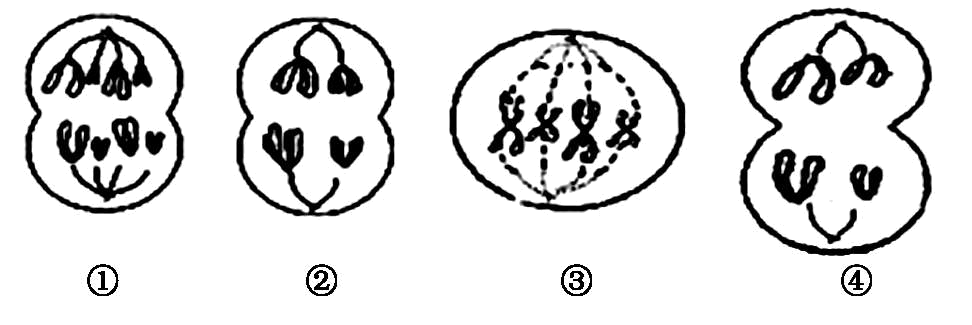 ① ② ③ ④